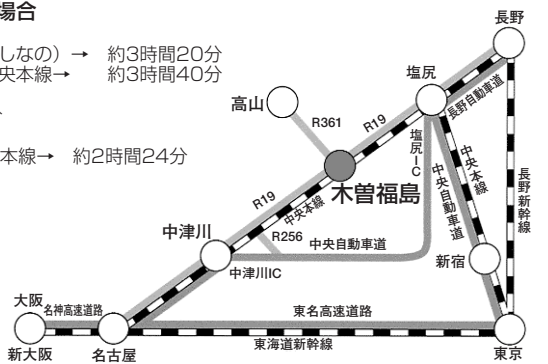 場合
しなの）→　約3時間20分
央本線→　約3時間40分
本線→　約2時間24分
長野
塩尻
高山
R361
R19
長野自動車道
塩尻IC
中央本線
中央自動車道
長野新幹線
木曽福島
R19
中央本線
中津川
R256
中央自動車道
中津川IC
新宿
大阪
名神高速道路
東名高速道路
新大阪
名古屋
東海道新幹線
東京